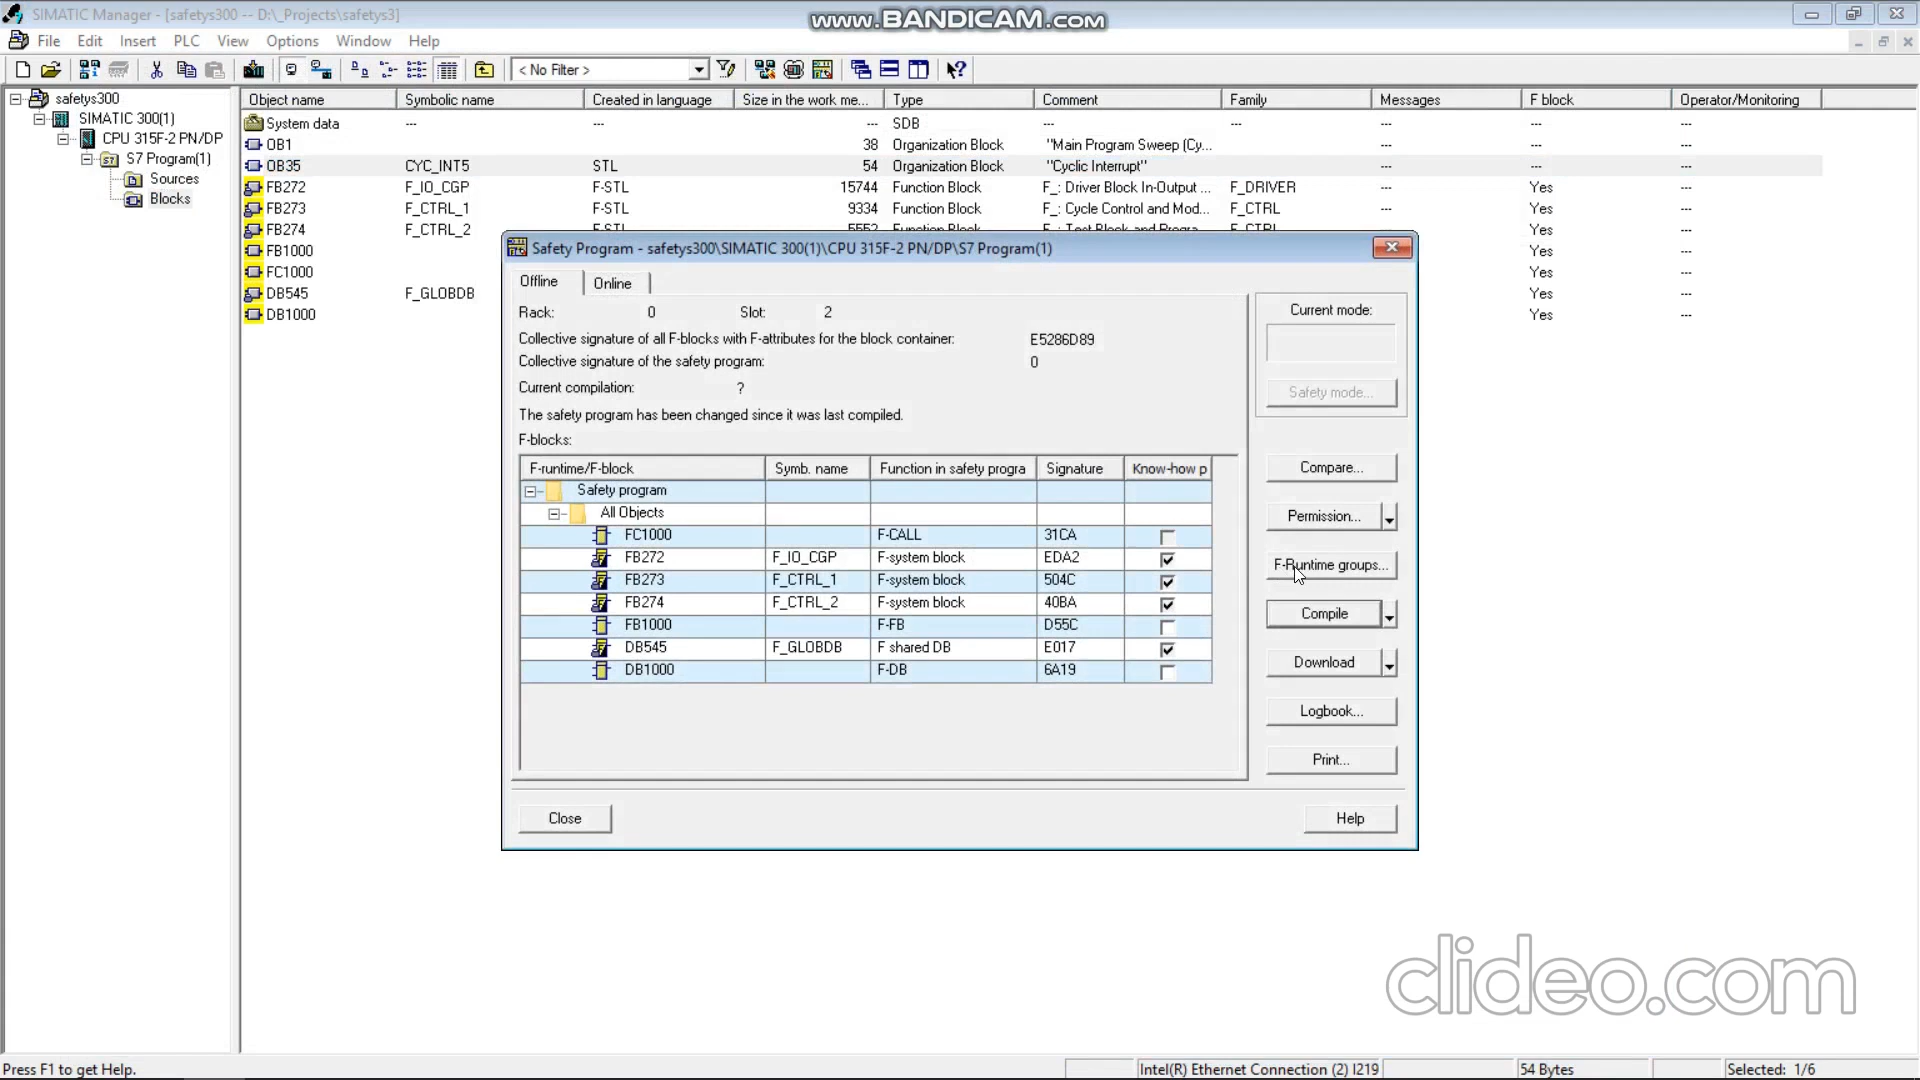 SIMATIC Manager - [safetys300 -- D:\_Projects\safetys3]
www.BANDICAM.com
File Edit Insert PLC View Options Window Help
< No Filter >
safetys300
SIMATIC 300(1)
CPU 315F-2 PN/DP
S7 Program(1)
Sources
Blocks
Object name Symbolic name Created in language Size in the work me... Type Comment Family Messages F block Operator/Monitoring
System data --- --- --- SDB --- --- --- --- ---
OB1 38 Organization Block "Main Program Sweep (Cy... --- --- --- ---
OB35 CYC_INT5 STL 54 Organization Block "Cyclic Interrupt" --- --- --- ---
FB272 F_IO_CGP F-STL 15744 Function Block F_: Driver Block In-Output ... F_DRIVER --- Yes ---
FB273 F_CTRL_1 F-STL 9334 Function Block F_: Cycle Control and Mod... F_CTRL --- Yes ---
FB274 F_CTRL_2 F-STL 5552 Function Block F_: Test Block and Progra... F_CTRL --- Yes ---
FB1000 Yes ---
FC1000 Yes ---
DB545 F_GLOBDB Yes ---
DB1000 Yes ---
Safety Program - safetys300\SIMATIC 300(1)\CPU 315F-2 PN/DP\S7 Program(1)
Offline Online
Rack: 0 Slot: 2
Collective signature of all F-blocks with F-attributes for the block container: E5286D89
Collective signature of the safety program: 0
Current compilation: ?
The safety program has been changed since it was last compiled.
F-blocks:
F-runtime/F-block Symb. name Function in safety progra Signature Know-how p
Safety program
All Objects
FC1000 F-CALL 31CA
FB272 F_IO_CGP F-system block EDA2
FB273 F_CTRL_1 F-system block 504C
FB274 F_CTRL_2 F-system block 40BA
FB1000 F-FB D55C
DB545 F_GLOBDB F shared DB E017
DB1000 F-DB 6A19
Current mode:
Safety mode...
Compare...
Permission...
F-Runtime groups...
Compile
Download
Logbook...
Print...
Close Help
clideo.com
Press F1 to get Help. Intel(R) Ethernet Connection (2) I219 54 Bytes Selected: 1/6